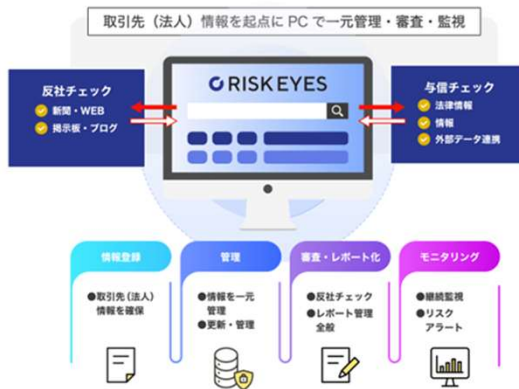 取引先（法人）情報を起点にPCで一元管理・審査・監視
反社チェック
新聞・WEB
掲示板・ブログ
RISK EYES
与信チェック
法律情報
情報
外部データ連携
情報登録
●取引先（法人）
情報を確保
管理
●情報を一元
管理
●更新・管理
審査・レポート化
●反社チェック
●レポート管理
全般
モニタリング
●継続監視
●リスク
アラート